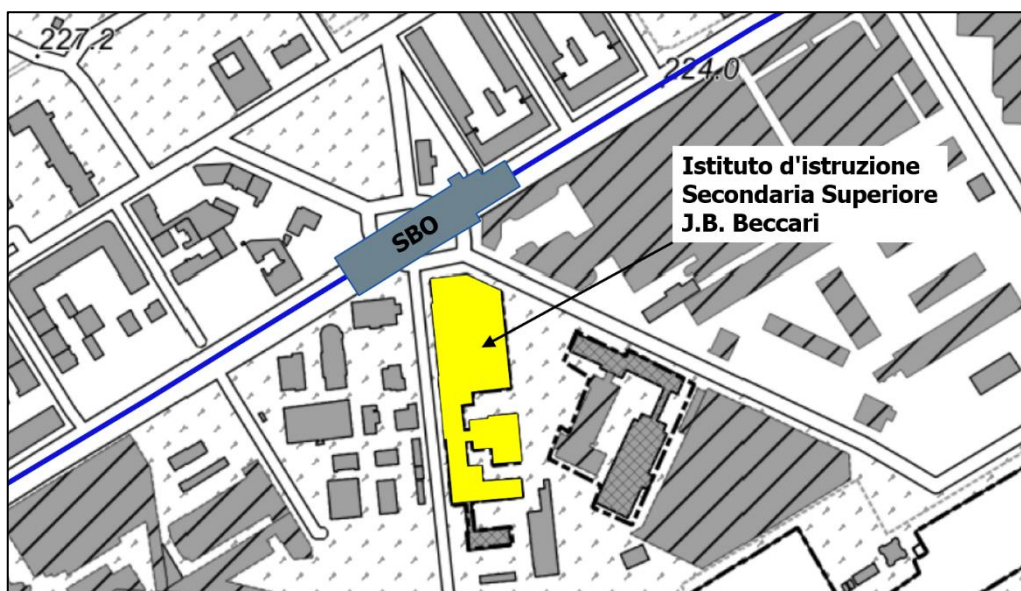 227.2
224.0
Istituto d'istruzione
Secondaria Superiore
J.B. Beccari
SBO